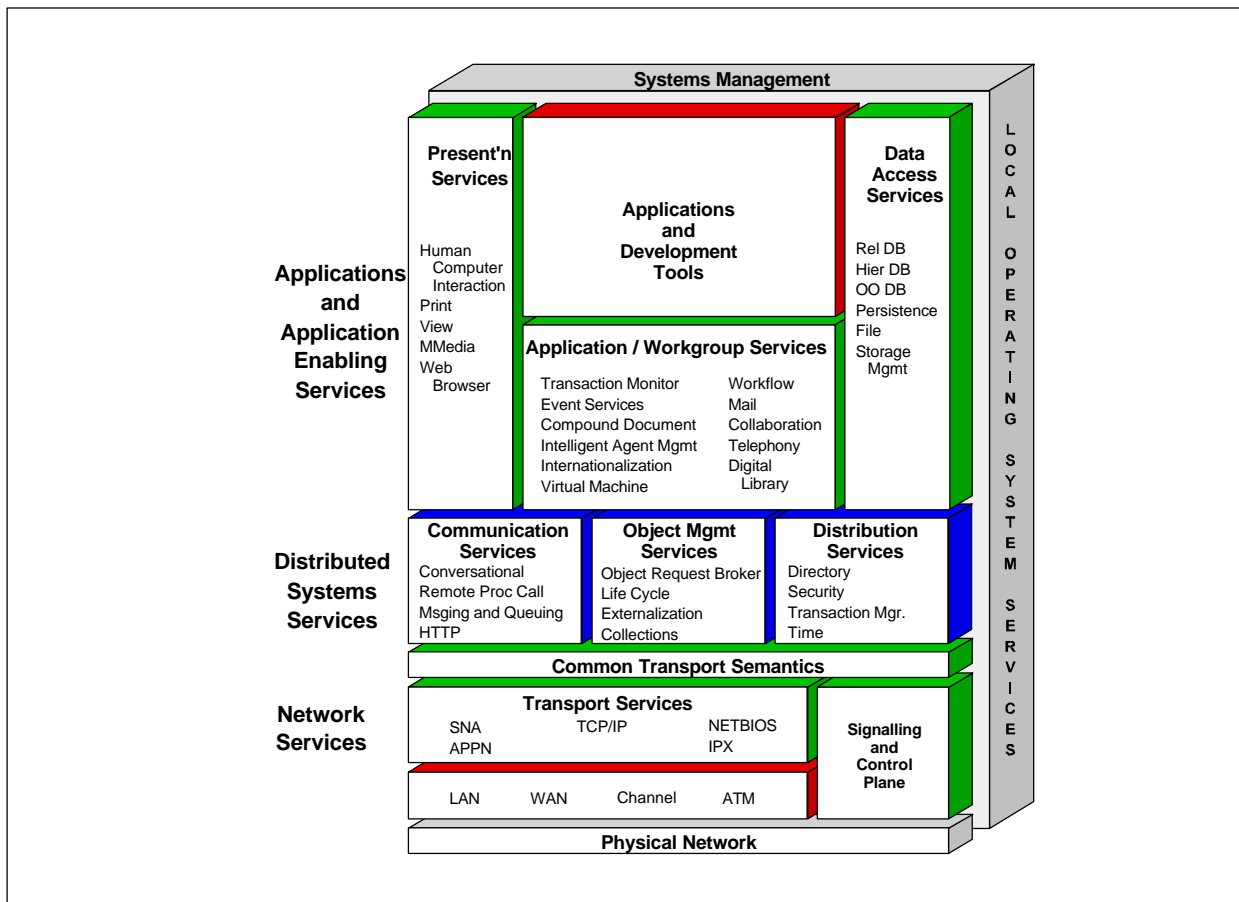 Systems Management
LOCAL OPERATING SYSTEM SERVICES
Applications
and
Application
Enabling
Services
Present'n
Services
Human
Computer
Interaction
Print
View
MMedia
Web
Browser
Applications
and
Development
Tools
Data
Access
Services
Rel DB
Hier DB
OO DB
Persistence
File
Storage
Mgmt
Application / Workgroup Services
Transaction Monitor
Event Services
Compound Document
Intelligent Agent Mgmt
Internationalization
Virtual Machine
Workflow
Mail
Collaboration
Telephony
Digital
Library
Distributed
Systems
Services
Communication
Services
Conversational
Remote Proc Call
Msging and Queuing
HTTP
Object Mgmt
Services
Object Request Broker
Life Cycle
Externalization
Collections
Distribution
Services
Directory
Security
Transaction Mgr.
Time
Common Transport Semantics
Network
Services
Transport Services
SNA TCP/IP NETBIOS
APPN IPX
Signalling
and
Control
Plane
LAN WAN Channel ATM
Physical Network